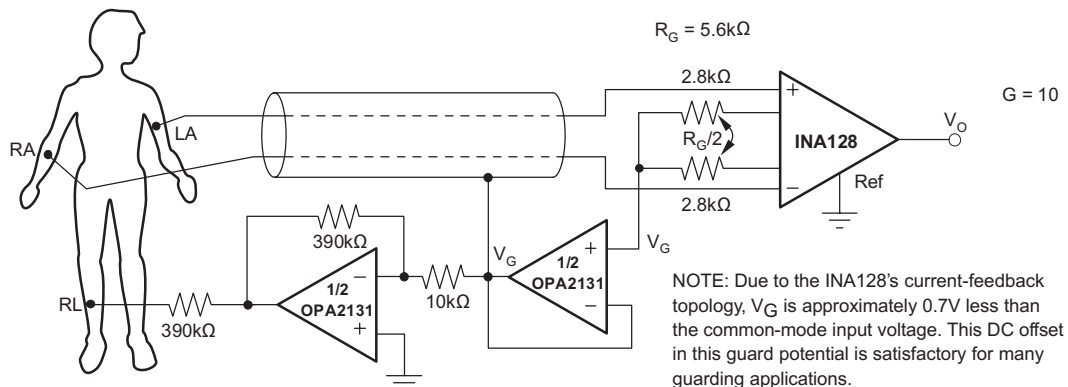 R_G = 5.6kΩ
2.8kΩ
G = 10
+
INA128
V_O
LA
RA
R_G/2
−
Ref
2.8kΩ
390kΩ
V_G
+
V_G
1/2
OPA2131
−
10kΩ
−
1/2
OPA2131
+
RL
390kΩ
NOTE: Due to the INA128's current-feedback
topology, V_G is approximately 0.7V less than
the common-mode input voltage. This DC offset
in this guard potential is satisfactory for many
guarding applications.